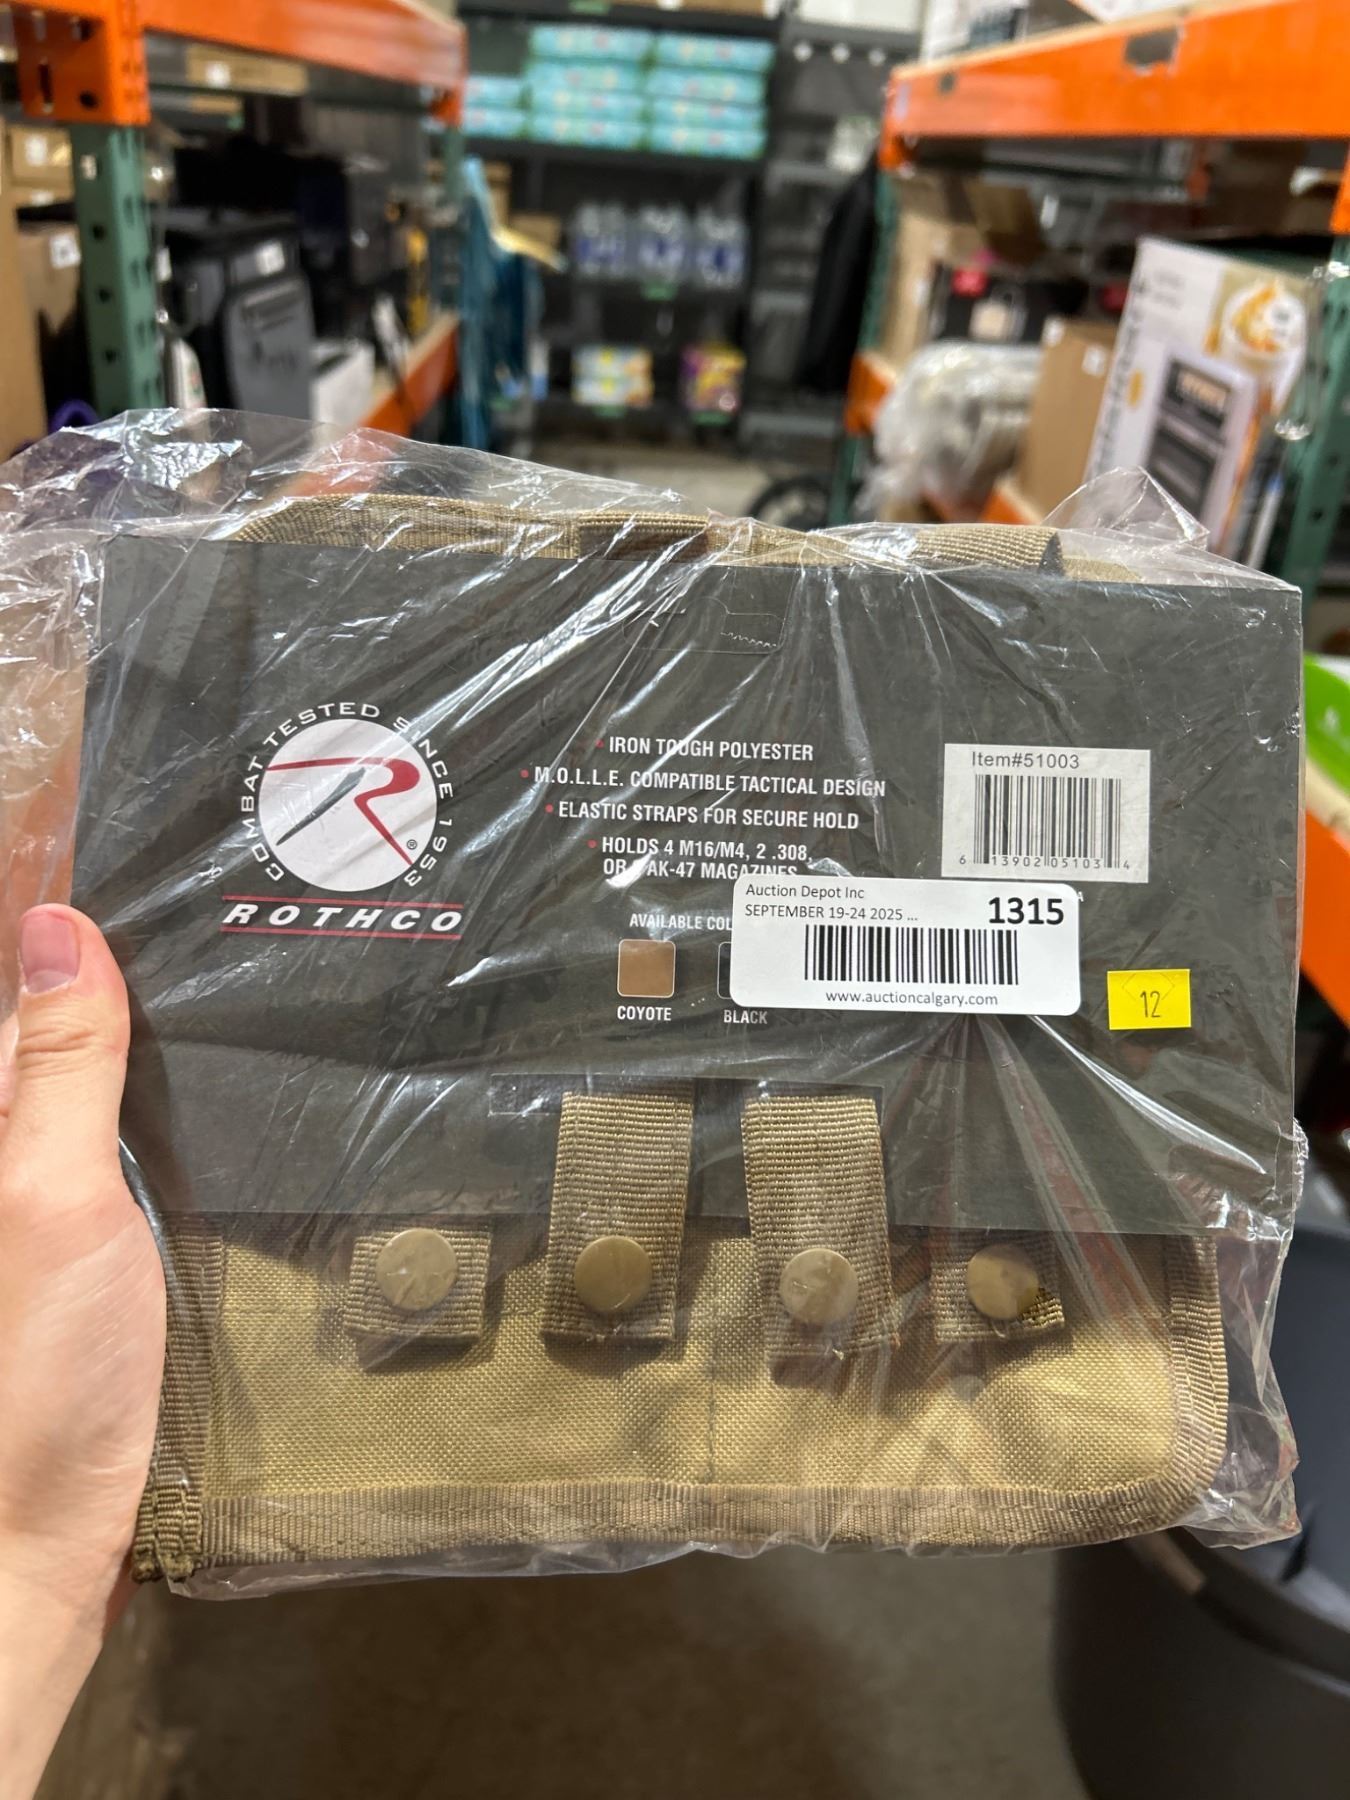 COMBAT TESTED SINCE 1953
®
ROTHCO
• IRON TOUGH POLYESTER
• M.O.L.L.E. COMPATIBLE TACTICAL DESIGN
• ELASTIC STRAPS FOR SECURE HOLD
• HOLDS 4 M16/M4, 2 .308,
OR AK-47 MAGAZINES
AVAILABLE
COYOTE
BLACK
Item#51003
6 13902 05103 4
Auction Depot Inc
SEPTEMBER 19-24 2025 ...
1315
www.auctioncalgary.com
12